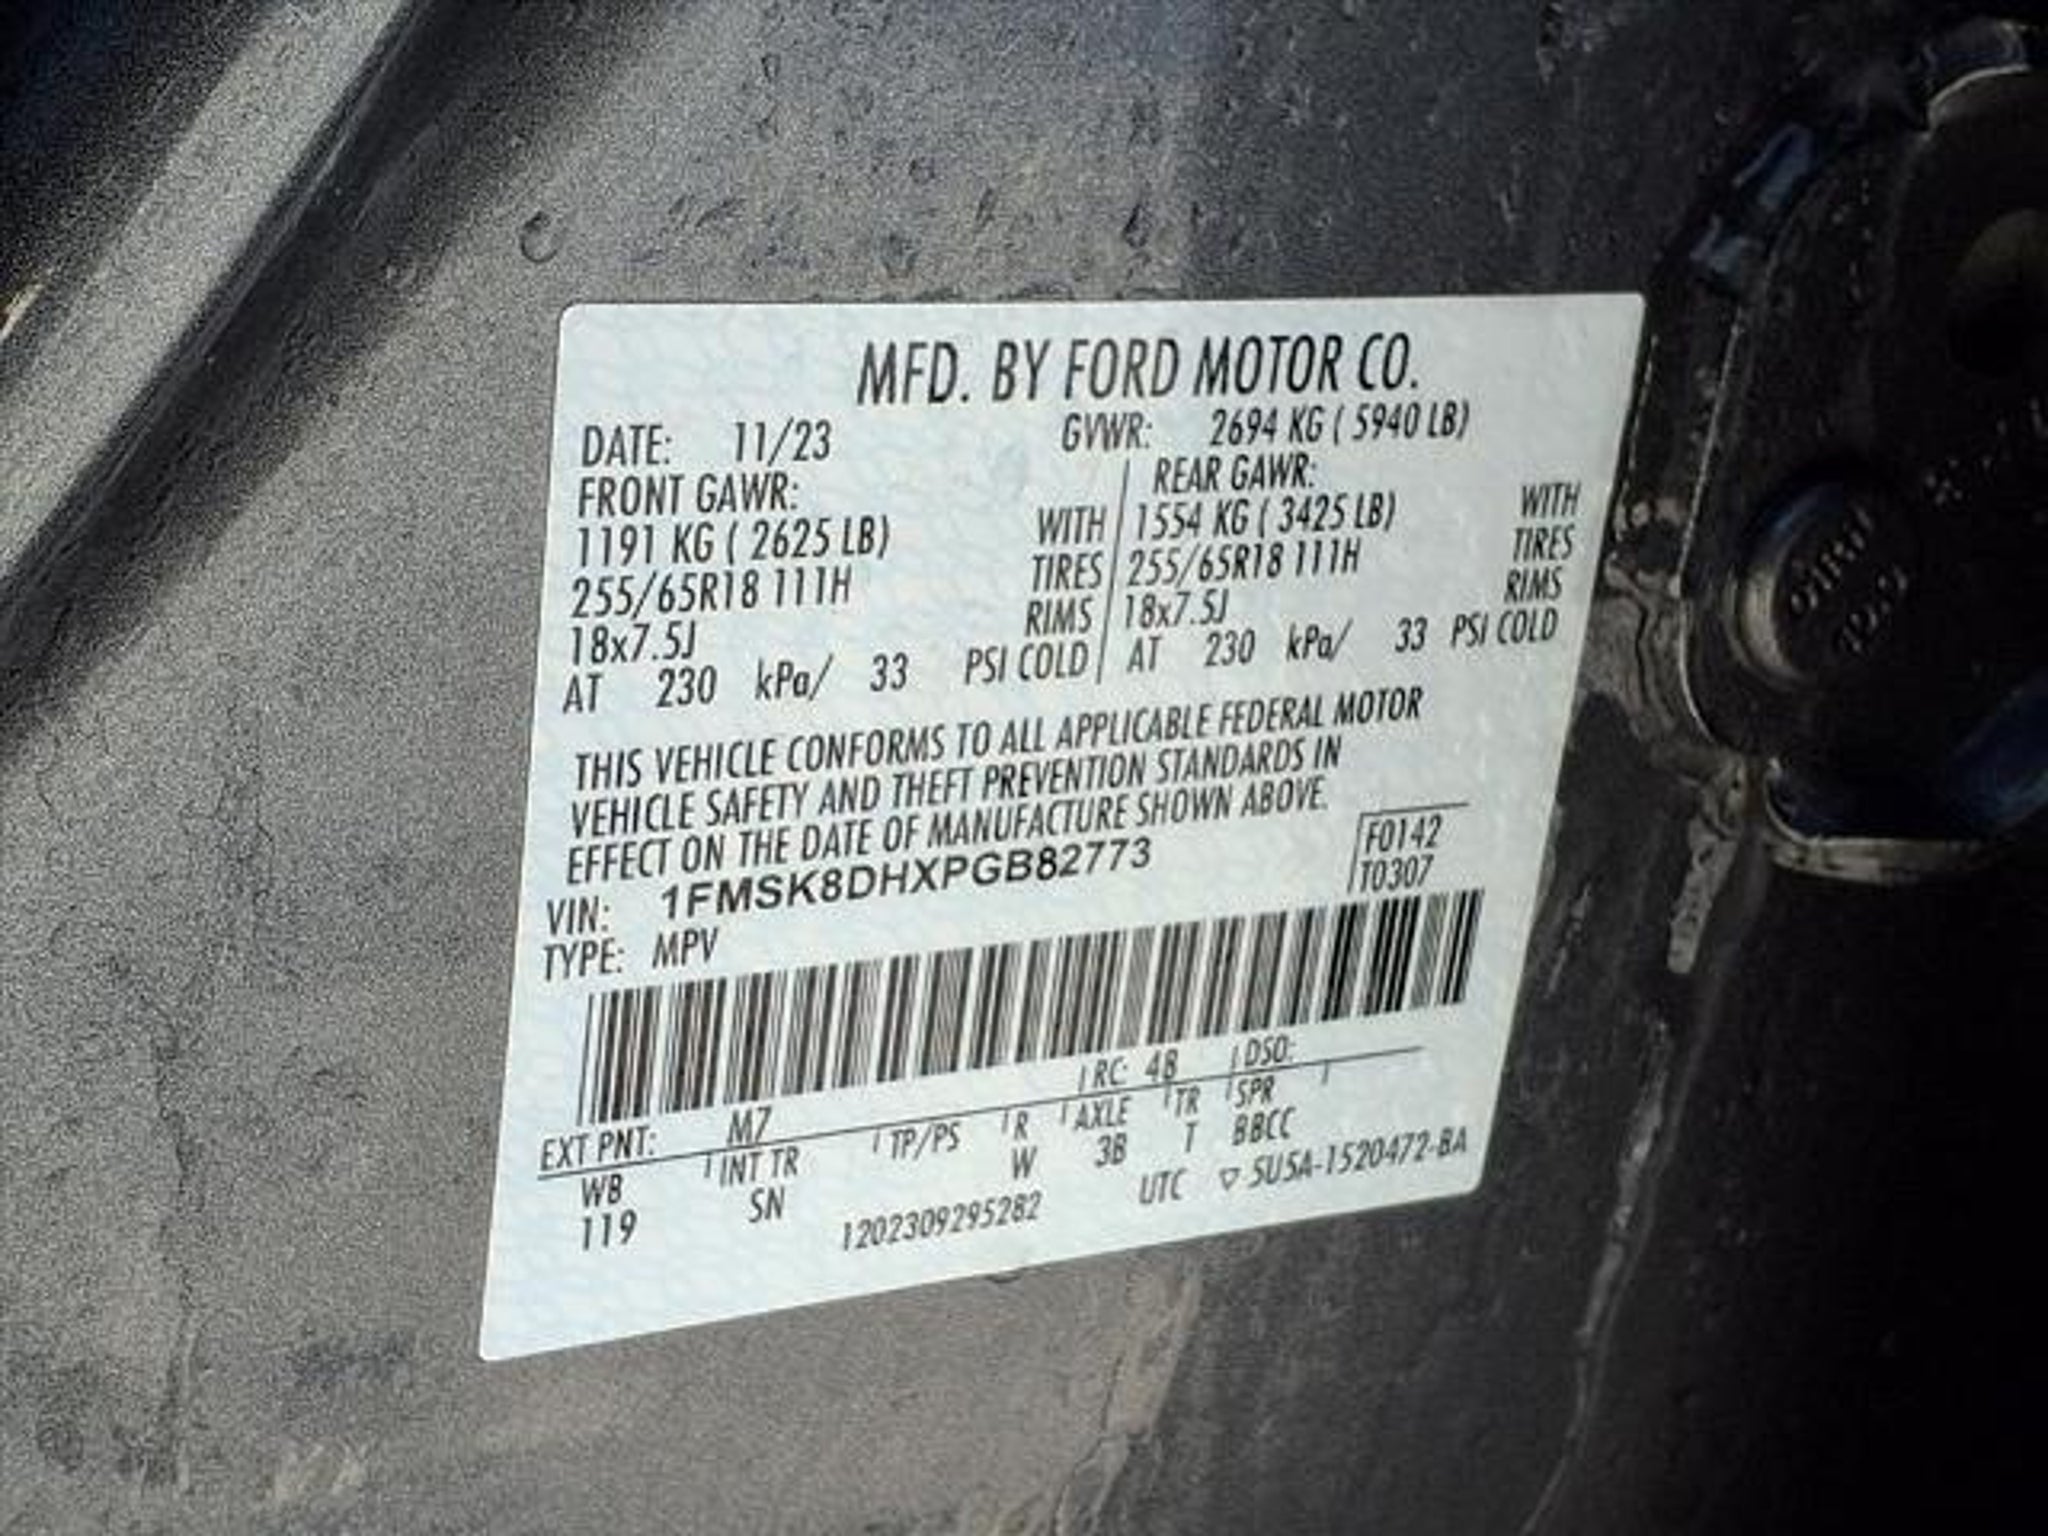 MFD. BY FORD MOTOR CO.
DATE: 11/23 GVWR: 2694 KG ( 5940 LB)
FRONT GAWR: REAR GAWR:
1191 KG ( 2625 LB) WITH 1554 KG ( 3425 LB) WITH
255/65R18 111H TIRES 255/65R18 111H TIRES
18x7.5J RIMS 18x7.5J RIMS
AT 230 kPa/ 33 PSI COLD AT 230 kPa/ 33 PSI COLD
THIS VEHICLE CONFORMS TO ALL APPLICABLE FEDERAL MOTOR
VEHICLE SAFETY AND THEFT PREVENTION STANDARDS IN
EFFECT ON THE DATE OF MANUFACTURE SHOWN ABOVE.
VIN: 1FMSK8DHXPGB82773 F0142
TYPE: MPV T0307
EXT PNT: M7 RC: 48 DSO:
WB INT TR TP/PS R AXLE TR SPR
119 SN W 3B T BBCC
1202309295282 UTC ▽ 5U5A-1520472-BA